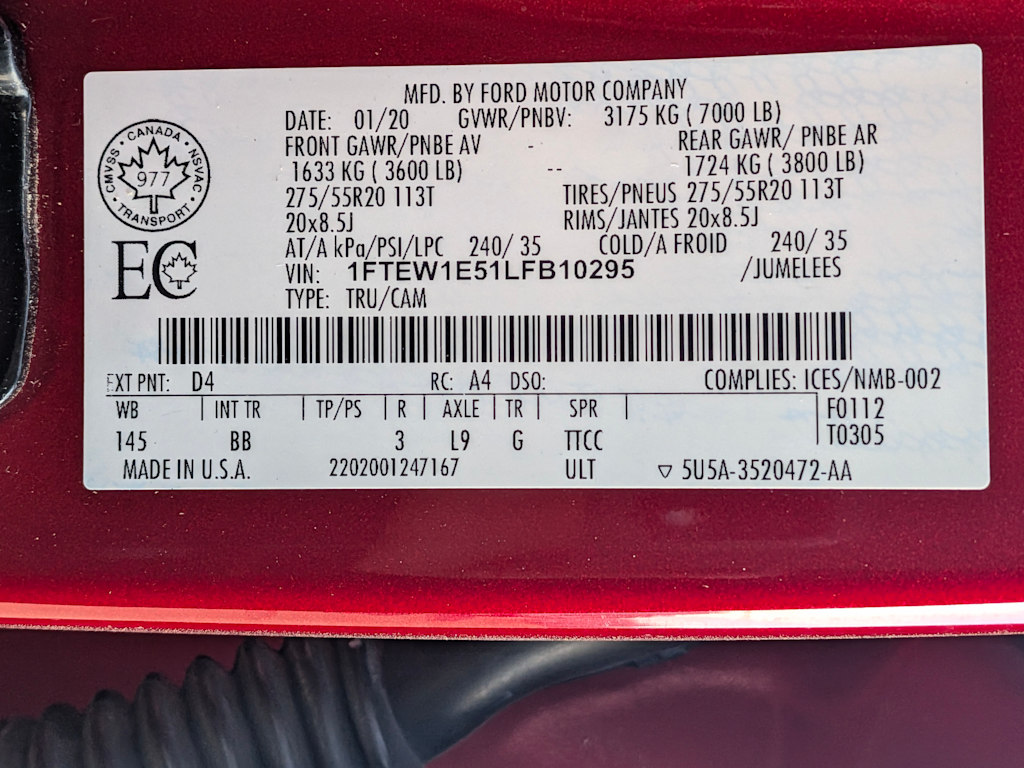 MFD. BY FORD MOTOR COMPANY
DATE: 01/20 GVWR/PNBV: 3175 KG ( 7000 LB)
FRONT GAWR/PNBE AV - REAR GAWR/ PNBE AR
1633 KG ( 3600 LB) -- 1724 KG ( 3800 LB)
275/55R20 113T TIRES/PNEUS 275/55R20 113T
20x8.5J RIMS/JANTES 20x8.5J
AT/A kPa/PSI/LPC 240/ 35 COLD/A FROID 240/ 35
VIN: 1FTEW1E51LFB10295 /JUMELEES
TYPE: TRU/CAM
CANADA
CMVSS NSVAC
977
TRANSPORT
EC
EXT PNT: D4 RC: A4 DSO: COMPLIES: ICES/NMB-002
WB | INT TR | TP/PS | R | AXLE | TR | SPR | F0112
145 BB 3 L9 G TTCC T0305
MADE IN U.S.A. 2202001247167 ULT ▽ 5U5A-3520472-AA